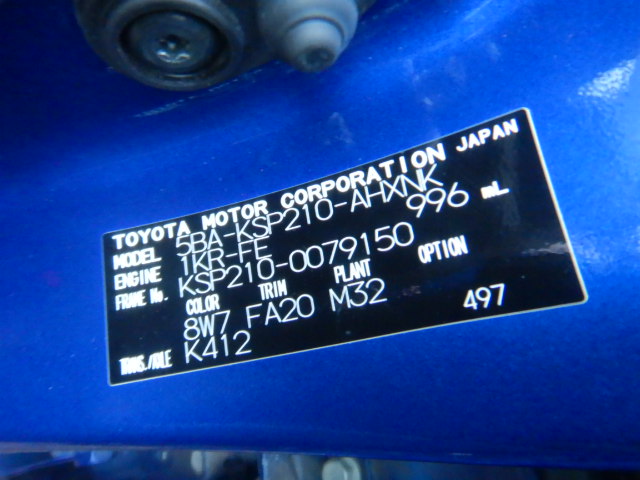 TOYOTA MOTOR CORPORATION JAPAN
MODEL 5BA-KSP210-AHXNK
ENGINE 1KR-FE 996 mL
FRAME No. KSP210-0079150
COLOR TRIM PLANT OPTION
8W7 FA20 M32 497
TRANS./AXLE K412